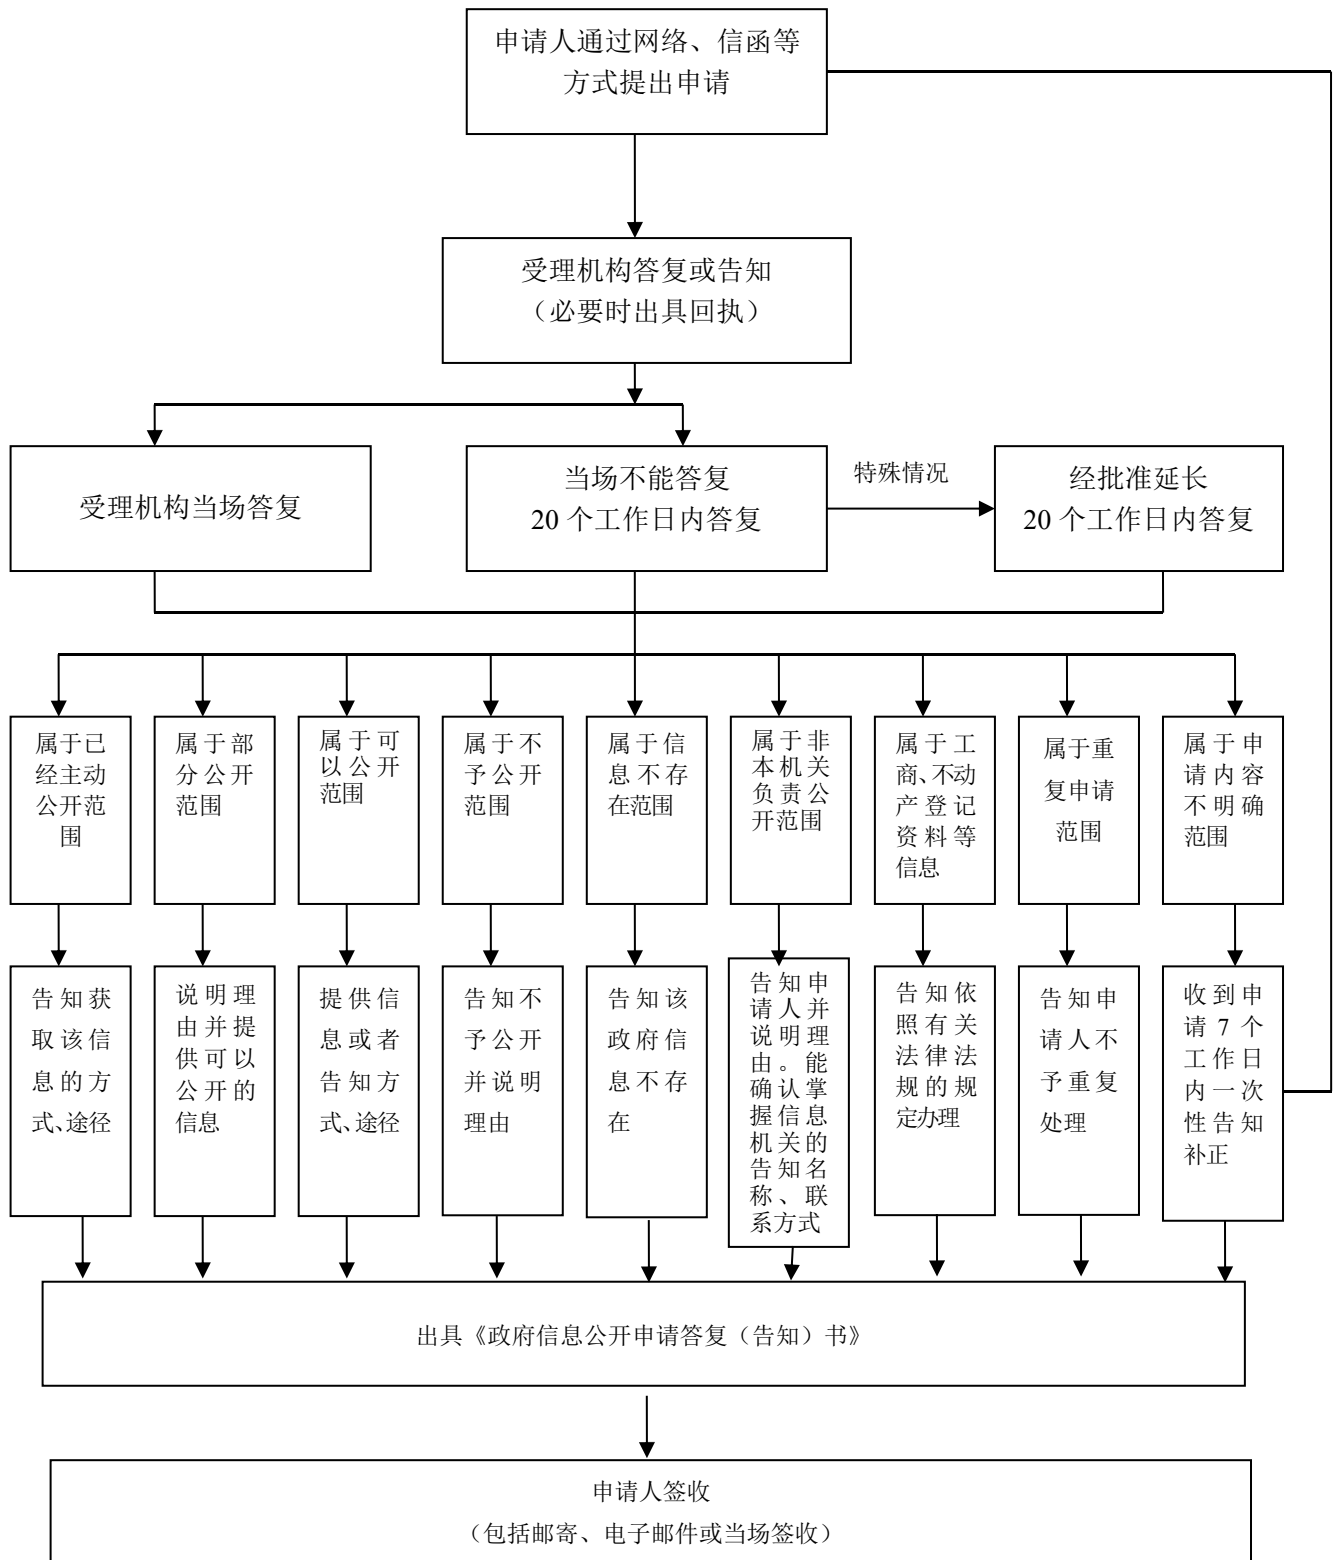 申请人通过网络、信函等
方式提出申请
受理机构答复或告知
（必要时出具回执）
受理机构当场答复
当场不能答复
20 个工作日内答复
特殊情况
经批准延长
20 个工作日内答复
属于已
经主动
公开范
围
属于部
分公开
范围
属于可
以公开
范围
属于不
予公开
范围
属于信
息不存
在范围
属于非
本机关
负责公
开范围
属于工
商、不动
产登记
资料等
信息
属于重
复申请
范围
属于申
请内容
不明确
范围
告知获
取该信
息的方
式、途径
说明理
由并提
供可以
公开的
信息
提供信
息或者
告知方
式、途径
告知不
予公开
并说明
理由
告知该
政府信
息不存
在
告知申
请人并
说明理
由。能
确认掌
握信息
机关的
告知名
称、联
系方式
告知依
照有关
法律法
规的规
定办理
告知申
请人不
予重复
处理
收到申
请 7 个
工作日
内一次
性告知
补正
出具《政府信息公开申请答复（告知）书》
申请人签收
（包括邮寄、电子邮件或当场签收）